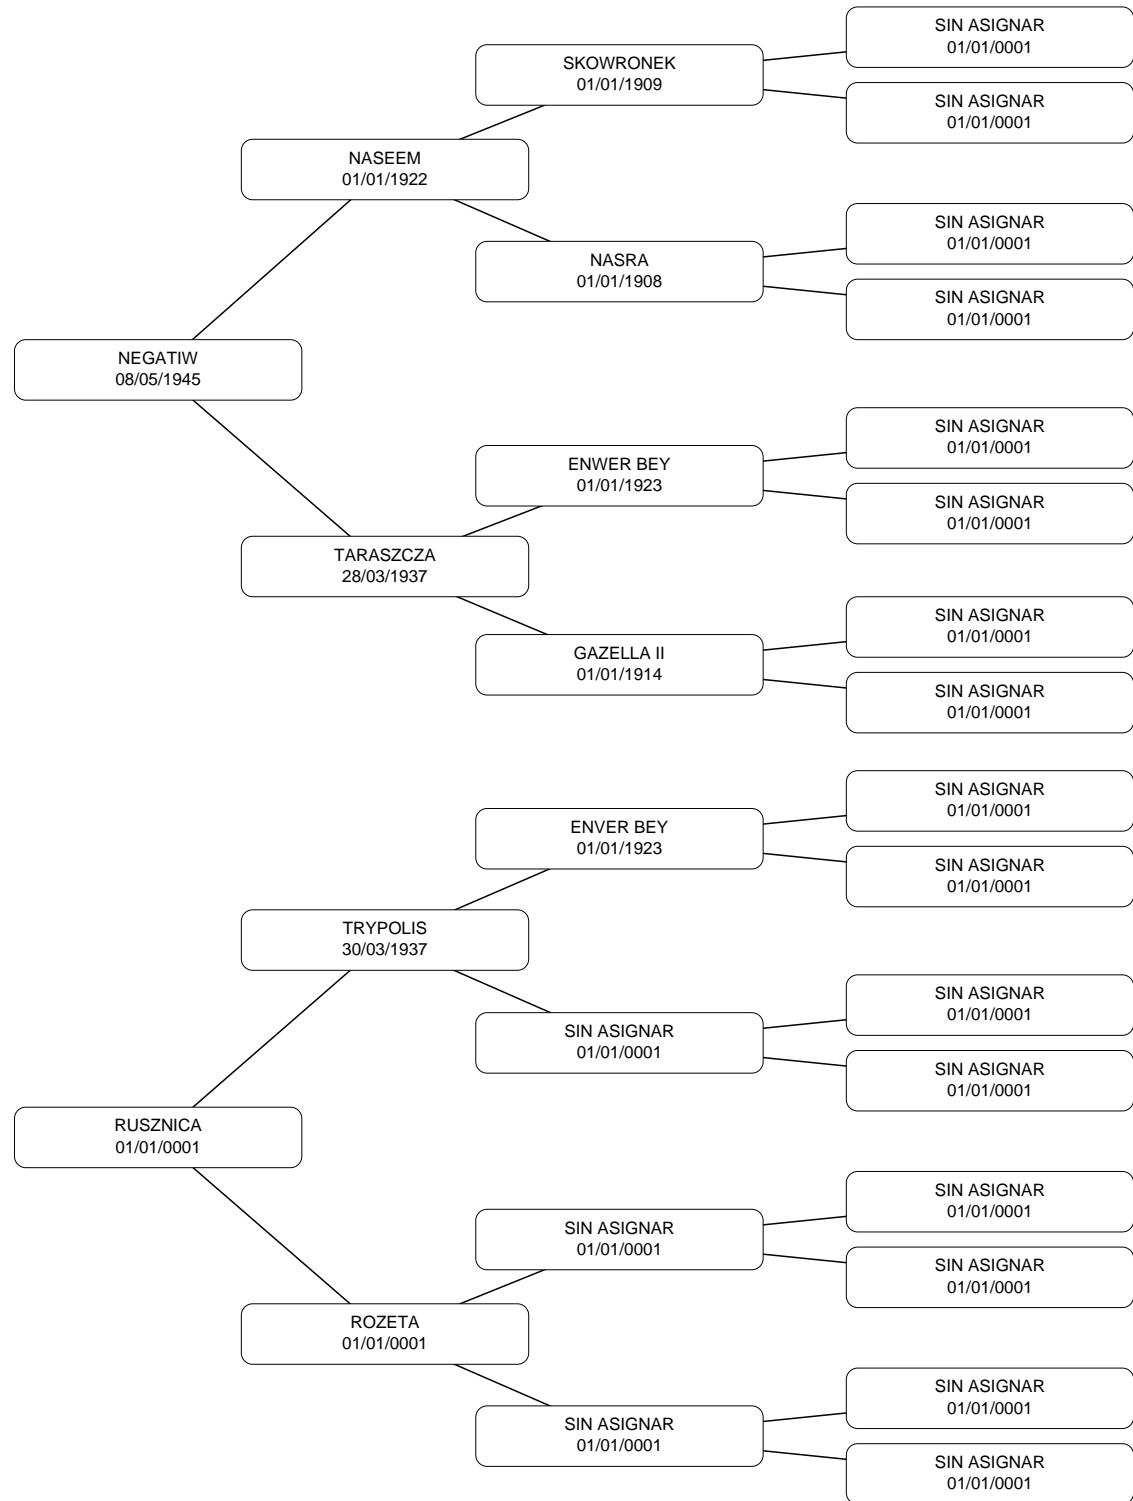 SIN ASIGNAR
01/01/0001
SKOWRONEK
01/01/1909
SIN ASIGNAR
01/01/0001
NASEEM
01/01/1922
SIN ASIGNAR
01/01/0001
NASRA
01/01/1908
SIN ASIGNAR
01/01/0001
NEGATIW
08/05/1945
SIN ASIGNAR
01/01/0001
ENWER BEY
01/01/1923
SIN ASIGNAR
01/01/0001
TARASZCZA
28/03/1937
SIN ASIGNAR
01/01/0001
GAZELLA II
01/01/1914
SIN ASIGNAR
01/01/0001
SIN ASIGNAR
01/01/0001
ENVER BEY
01/01/1923
SIN ASIGNAR
01/01/0001
TRYPOLIS
30/03/1937
SIN ASIGNAR
01/01/0001
SIN ASIGNAR
01/01/0001
SIN ASIGNAR
01/01/0001
RUSZNICA
01/01/0001
SIN ASIGNAR
01/01/0001
SIN ASIGNAR
01/01/0001
SIN ASIGNAR
01/01/0001
ROZETA
01/01/0001
SIN ASIGNAR
01/01/0001
SIN ASIGNAR
01/01/0001
SIN ASIGNAR
01/01/0001